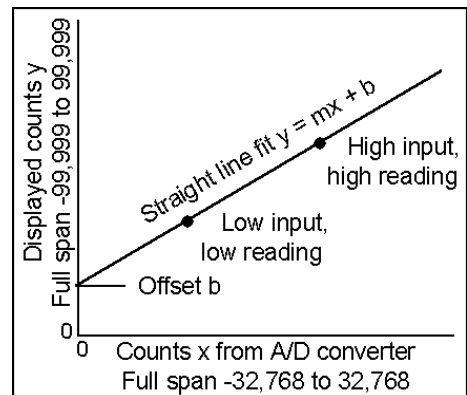 Displayed counts y
Full span -99,999 to 99,999
Straight line fit y = mx + b
High input,
high reading
Low input,
low reading
Offset b
0
0
Counts x from A/D converter
Full span -32,768 to 32,768